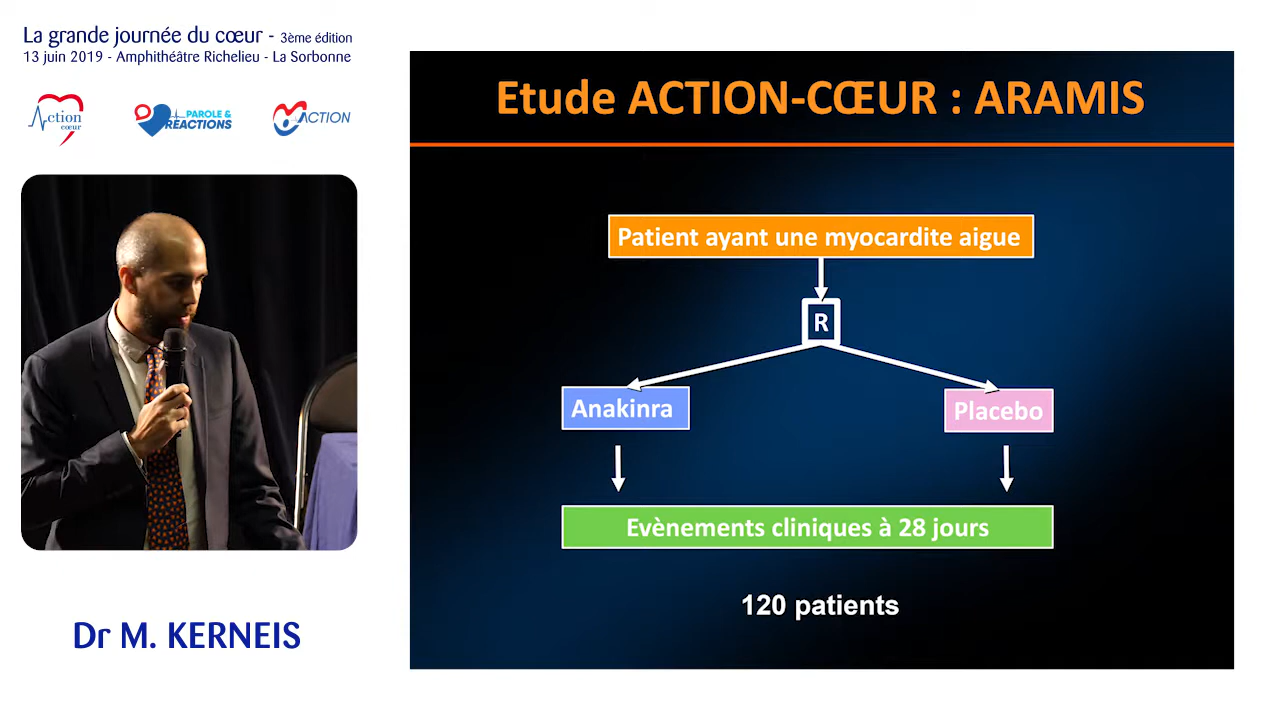 La grande journée du cœur - 3ème édition
13 juin 2019 - Amphithéâtre Richelieu - La Sorbonne
Action
cœur
PAROLE &
RÉACTIONS
ACTION
Etude ACTION-CŒUR : ARAMIS
Patient ayant une myocardite aigue
R
Anakinra
Placebo
Evènements cliniques à 28 jours
120 patients
Dr M. KERNEIS